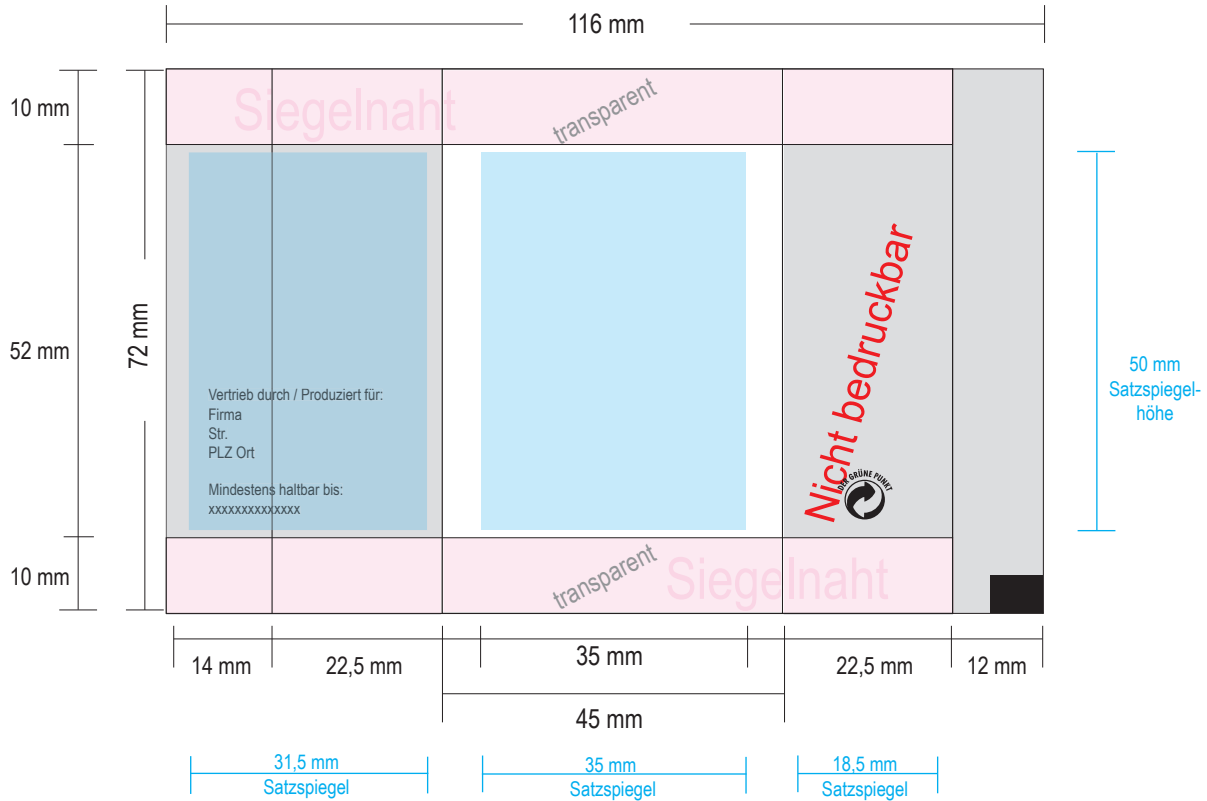 116 mm
10 mm
52 mm
10 mm
72 mm
Siegelnaht
transparent
Vertrieb durch / Produziert für:
Firma
Str.
PLZ Ort
Mindestens haltbar bis:
xxxxxxxxxxxxxx
Nicht bedruckbar
DER GRÜNE PUNKT
50 mm
Satzspiegel-
höhe
transparent
Siegelnaht
14 mm
22,5 mm
35 mm
22,5 mm
12 mm
45 mm
31,5 mm
Satzspiegel
35 mm
Satzspiegel
18,5 mm
Satzspiegel